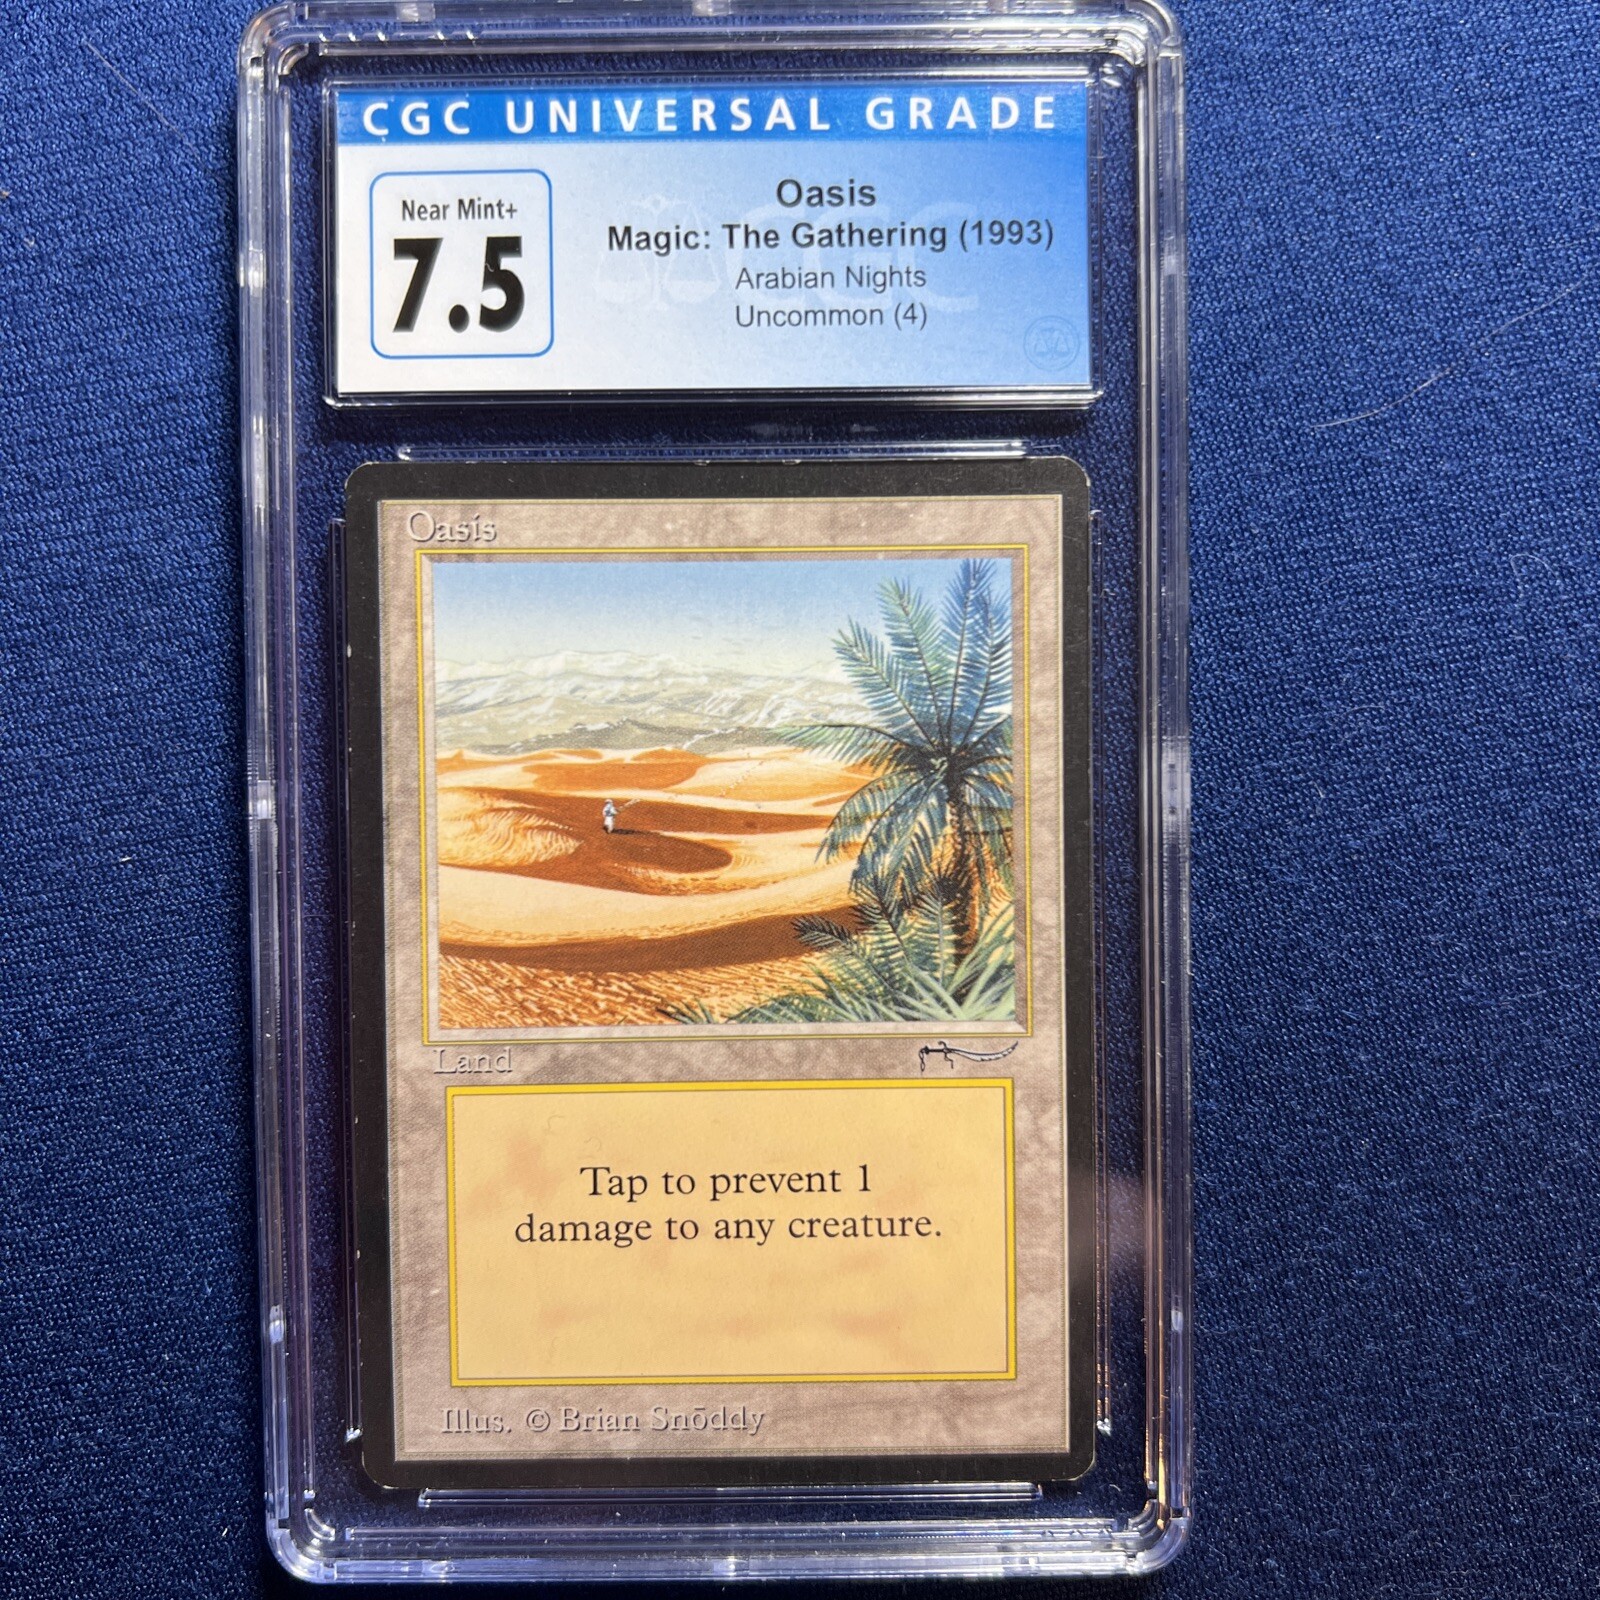 CGC UNIVERSAL GRADE
Near Mint+
7.5
Oasis
Magic: The Gathering (1993)
Arabian Nights
Uncommon (4)
CGC
Oasis
Land
Tap to prevent 1
damage to any creature.
Illus. © Brian Snōddy